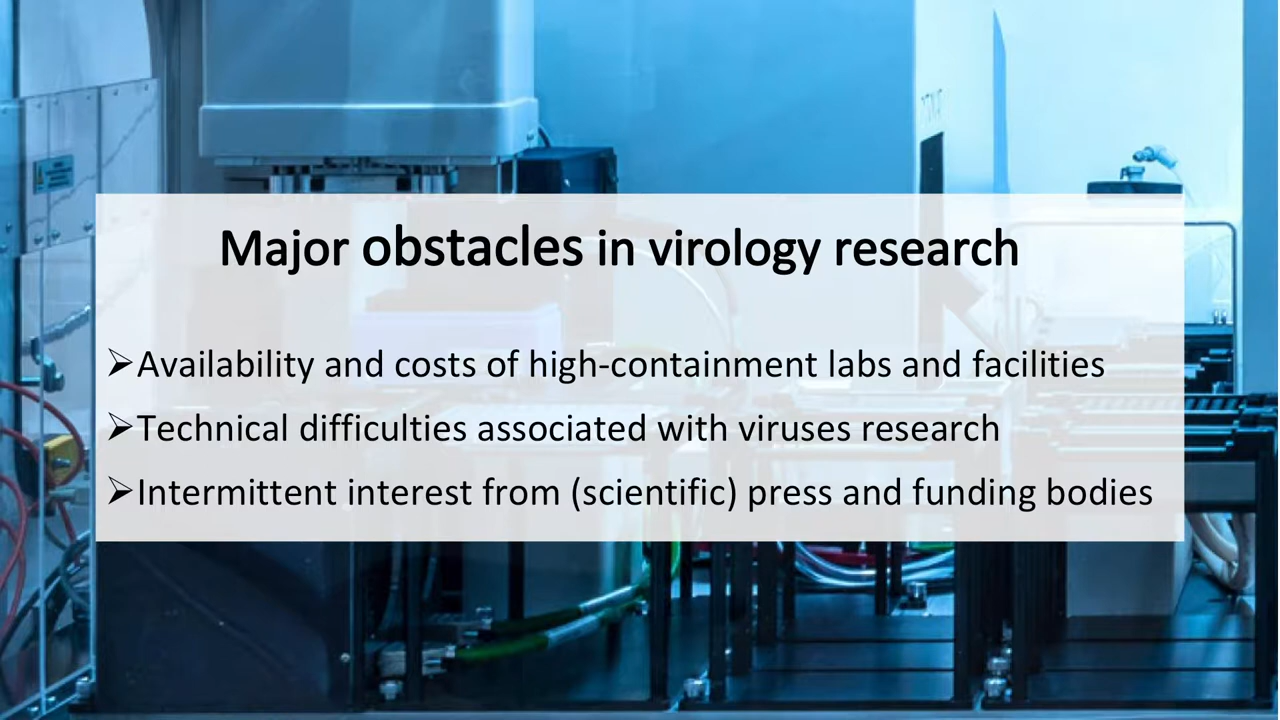 Major obstacles in virology research
➢Availability and costs of high-containment labs and facilities
➢Technical difficulties associated with viruses research
➢Intermittent interest from (scientific) press and funding bodies